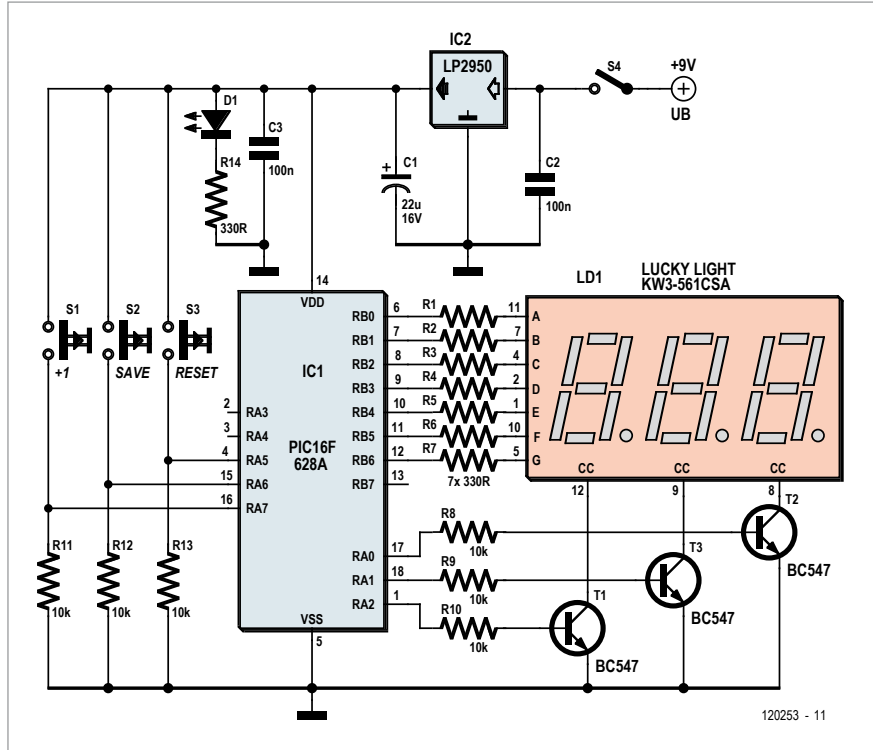 IC2
LP2950
S4
+9V
UB
D1
C3
100n
R14
330R
+
C1
22u
16V
C2
100n
LD1
LUCKY LIGHT
KW3-561CSA
S1
+1
S2
SAVE
S3
RESET
14
VDD
IC1
PIC16F
628A
VSS
5
2 RA3
3 RA4
4 RA5
15 RA6
16 RA7
RB0 6 R1 11 A
RB1 7 R2 7 B
RB2 8 R3 4 C
RB3 9 R4 2 D
RB4 10 R5 1 E
RB5 11 R6 10 F
RB6 12 R7 5 G
RB7 13
7x 330R
CC CC CC
12 9 8
RA0 17 R8 10k
RA1 18 R9 10k
RA2 1 R10 10k
T2
BC547
T3
BC547
T1
BC547
R11
10k
R12
10k
R13
10k
120253 - 11